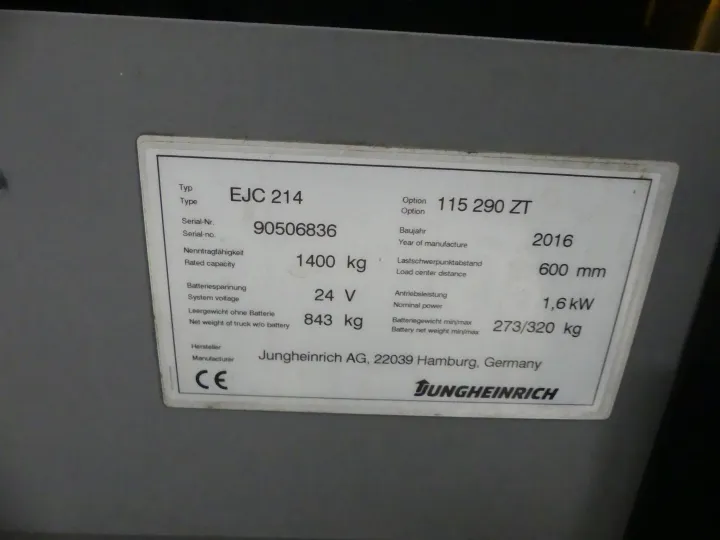 Typ
Type EJC 214 Option
Option 115 290 ZT
Serial-Nr.
Serial-no. 90506836 Baujahr
Year of manufacture 2016
Nenntragfähigkeit
Rated capacity 1400 kg Lastschwerpunktabstand
Load center distance 600 mm
Batteriespannung
System voltage 24 V Antriebsleistung
Nominal power 1,6 kW
Leergewicht ohne Batterie
Net weight of truck w/o battery 843 kg Batteriegewicht min/max
Battery net weight min/max 273/320 kg
Hersteller
Manufacturer Jungheinrich AG, 22039 Hamburg, Germany
CE JUNGHEINRICH